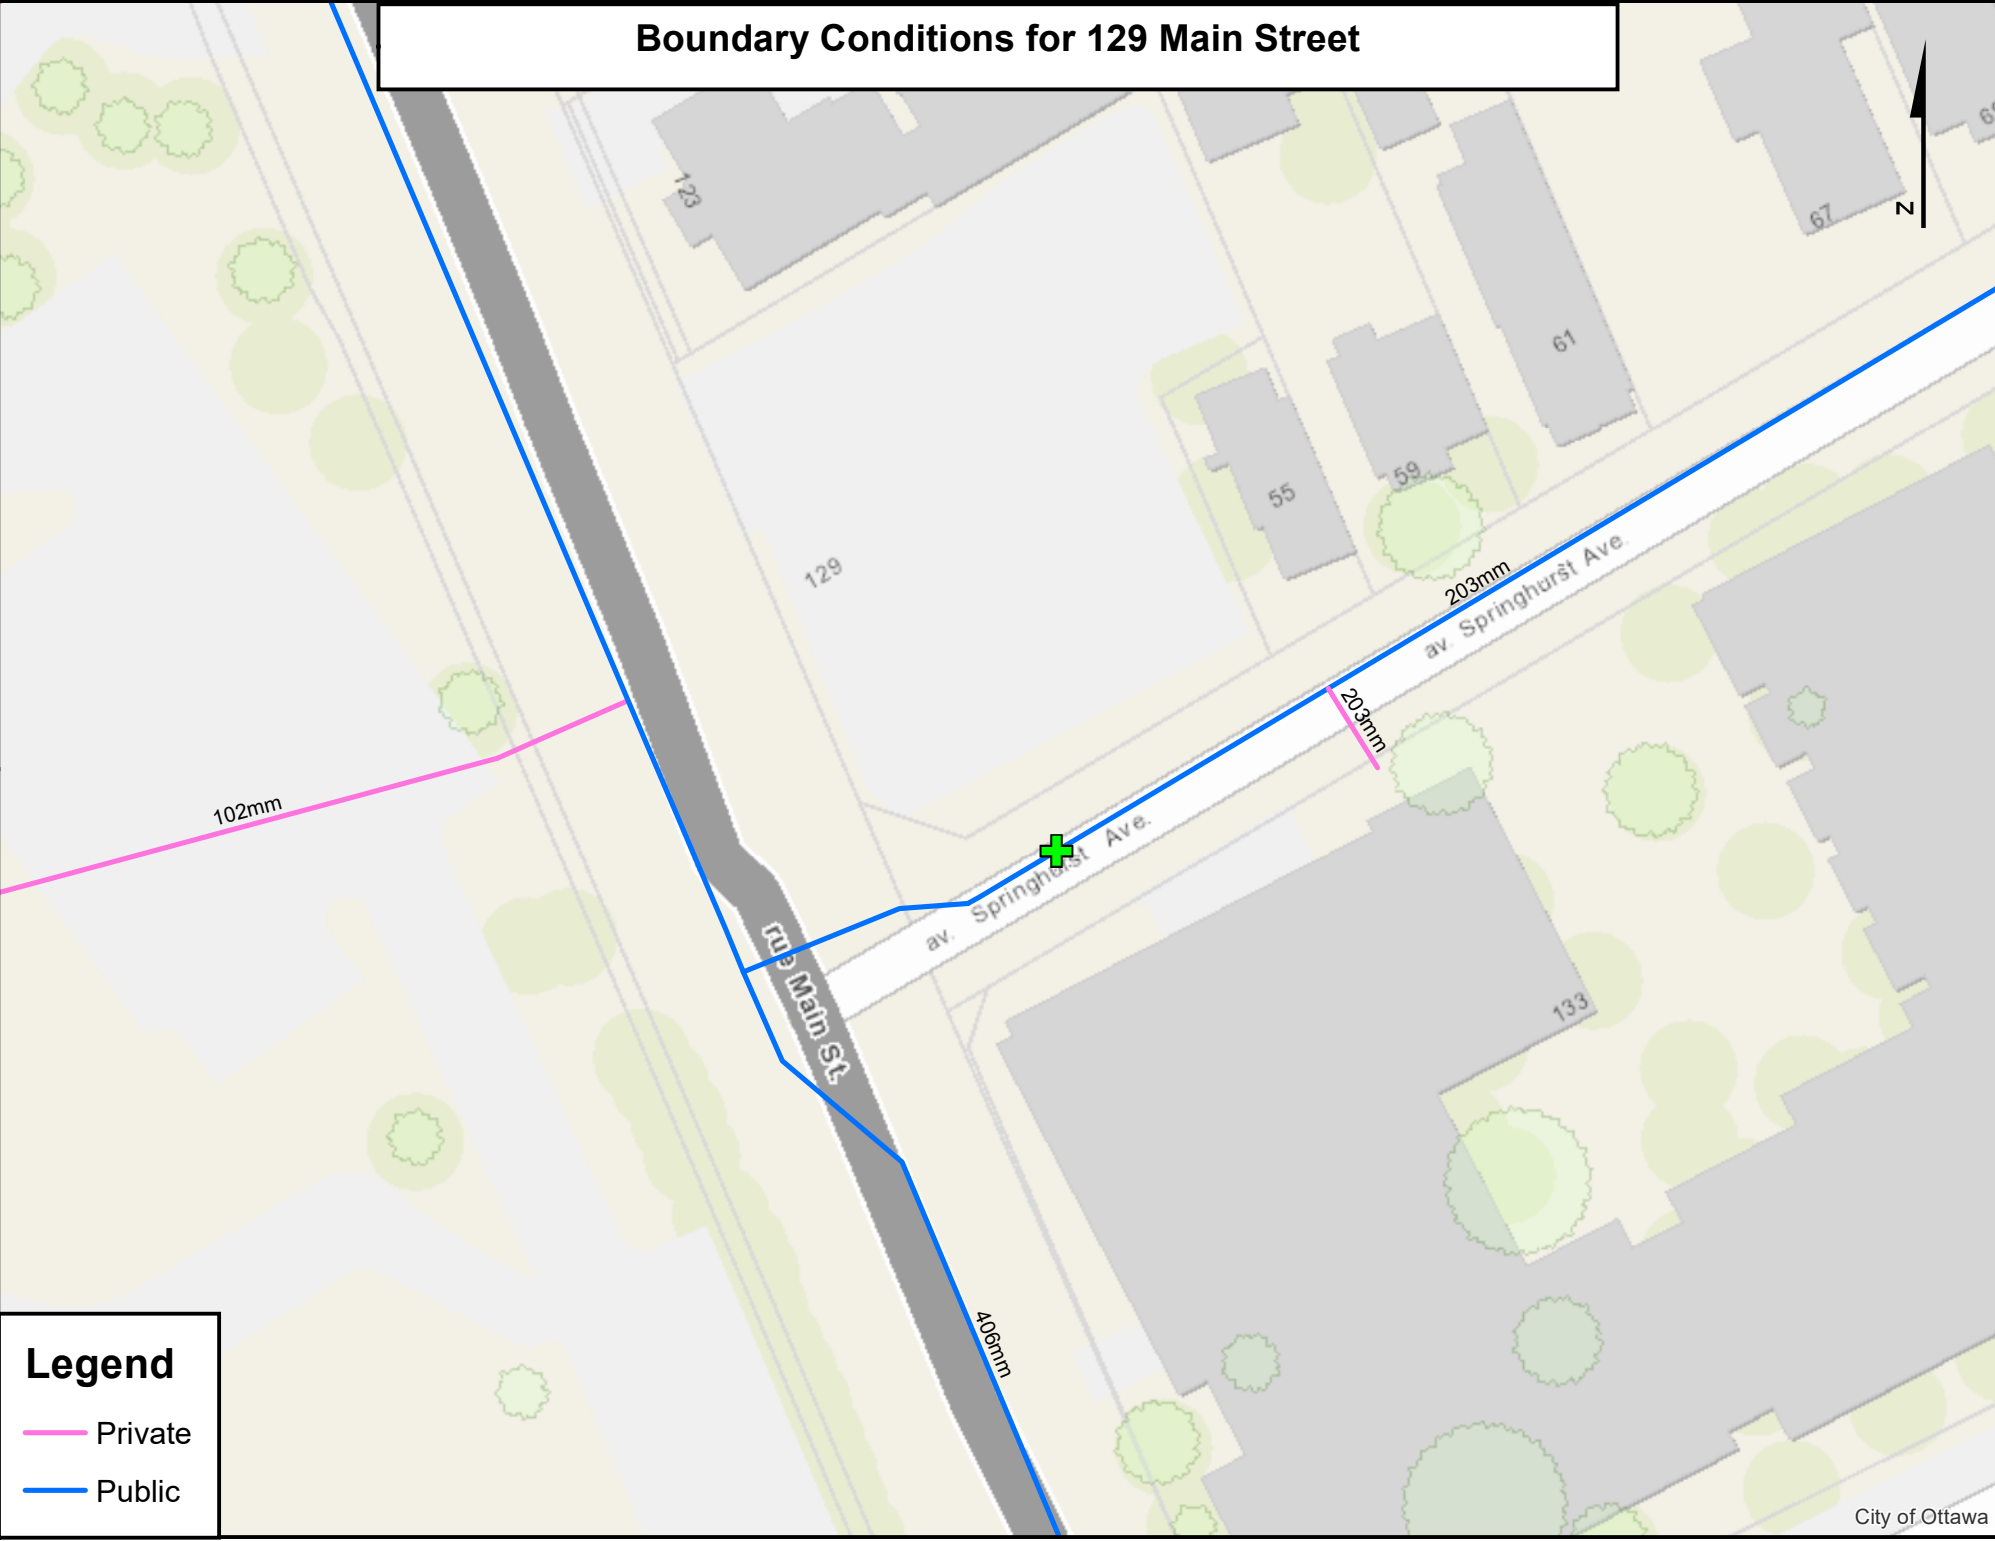 Boundary Conditions for 129 Main Street
N
123
67
61
55
59
129
203mm
av. Springhurst Ave.
203mm
102mm
av. Springhurst Ave.
rue Main St.
133
406mm
Legend
Private
Public
City of Ottawa